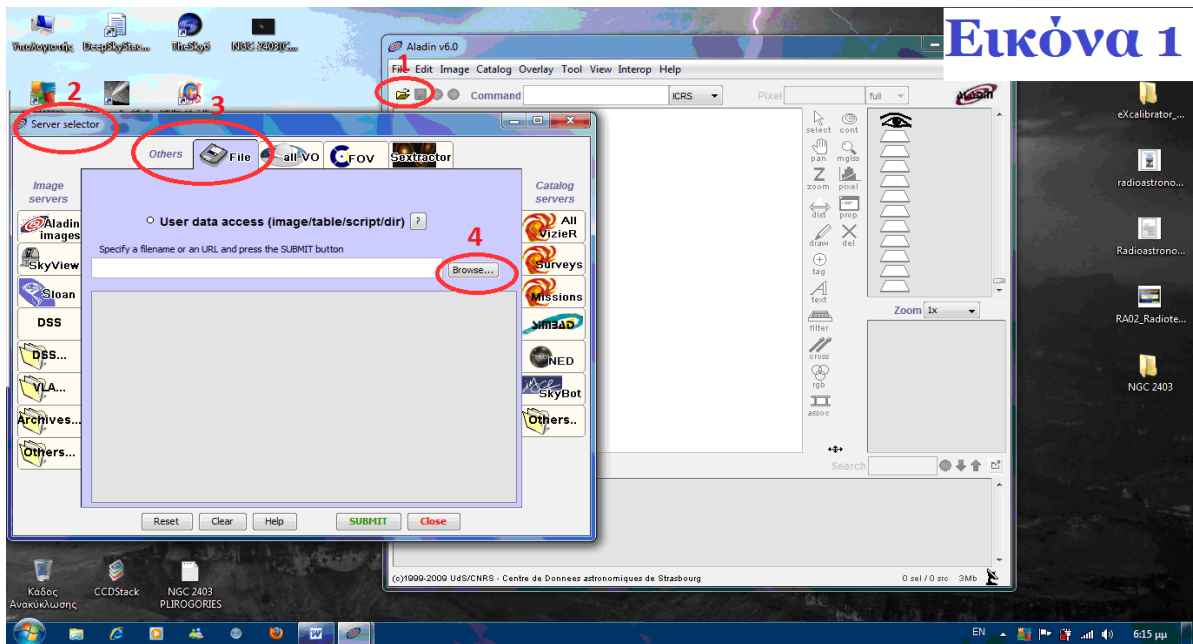 Εικόνα 1
Υπολογιστής
DeepSkyStac...
TheSky6
1
2
3
4
Aladin v6.0
File Edit Image Catalog Overlay Tool View Interop Help
Command
ICRS
Pixel
full
ALADIN
select
cont
pan
mglss
zoom
pixel
dist
prop
draw
del
tag
text
filter
cross
rgb
assoc
Zoom
1x
Search
(c)1999-2009 UdS/CNRS - Centre de Donnees astronomiques de Strasbourg
0 sel / 0 src
3Mb
Server selector
Others
File
all VO
FOV
Sextractor
Image
servers
Aladin
images
SkyView
Sloan
DSS
DSS...
VLA...
Archives...
Others...
User data access (image/table/script/dir)
?
Specify a filename or an URL and press the SUBMIT button
Browse...
Catalog
servers
All
VizieR
Surveys
Missions
SIMBAD
NED
SkyBot
Others..
Reset
Clear
Help
SUBMIT
Close
eXcalibrator_...
radioastrono...
Radioastrono...
RA02_Radiote...
NGC 2403
Κάδος
Ανακύκλωσης
CCDStack
NGC 2403
PLIROGORIES
EN
6:15 μμ